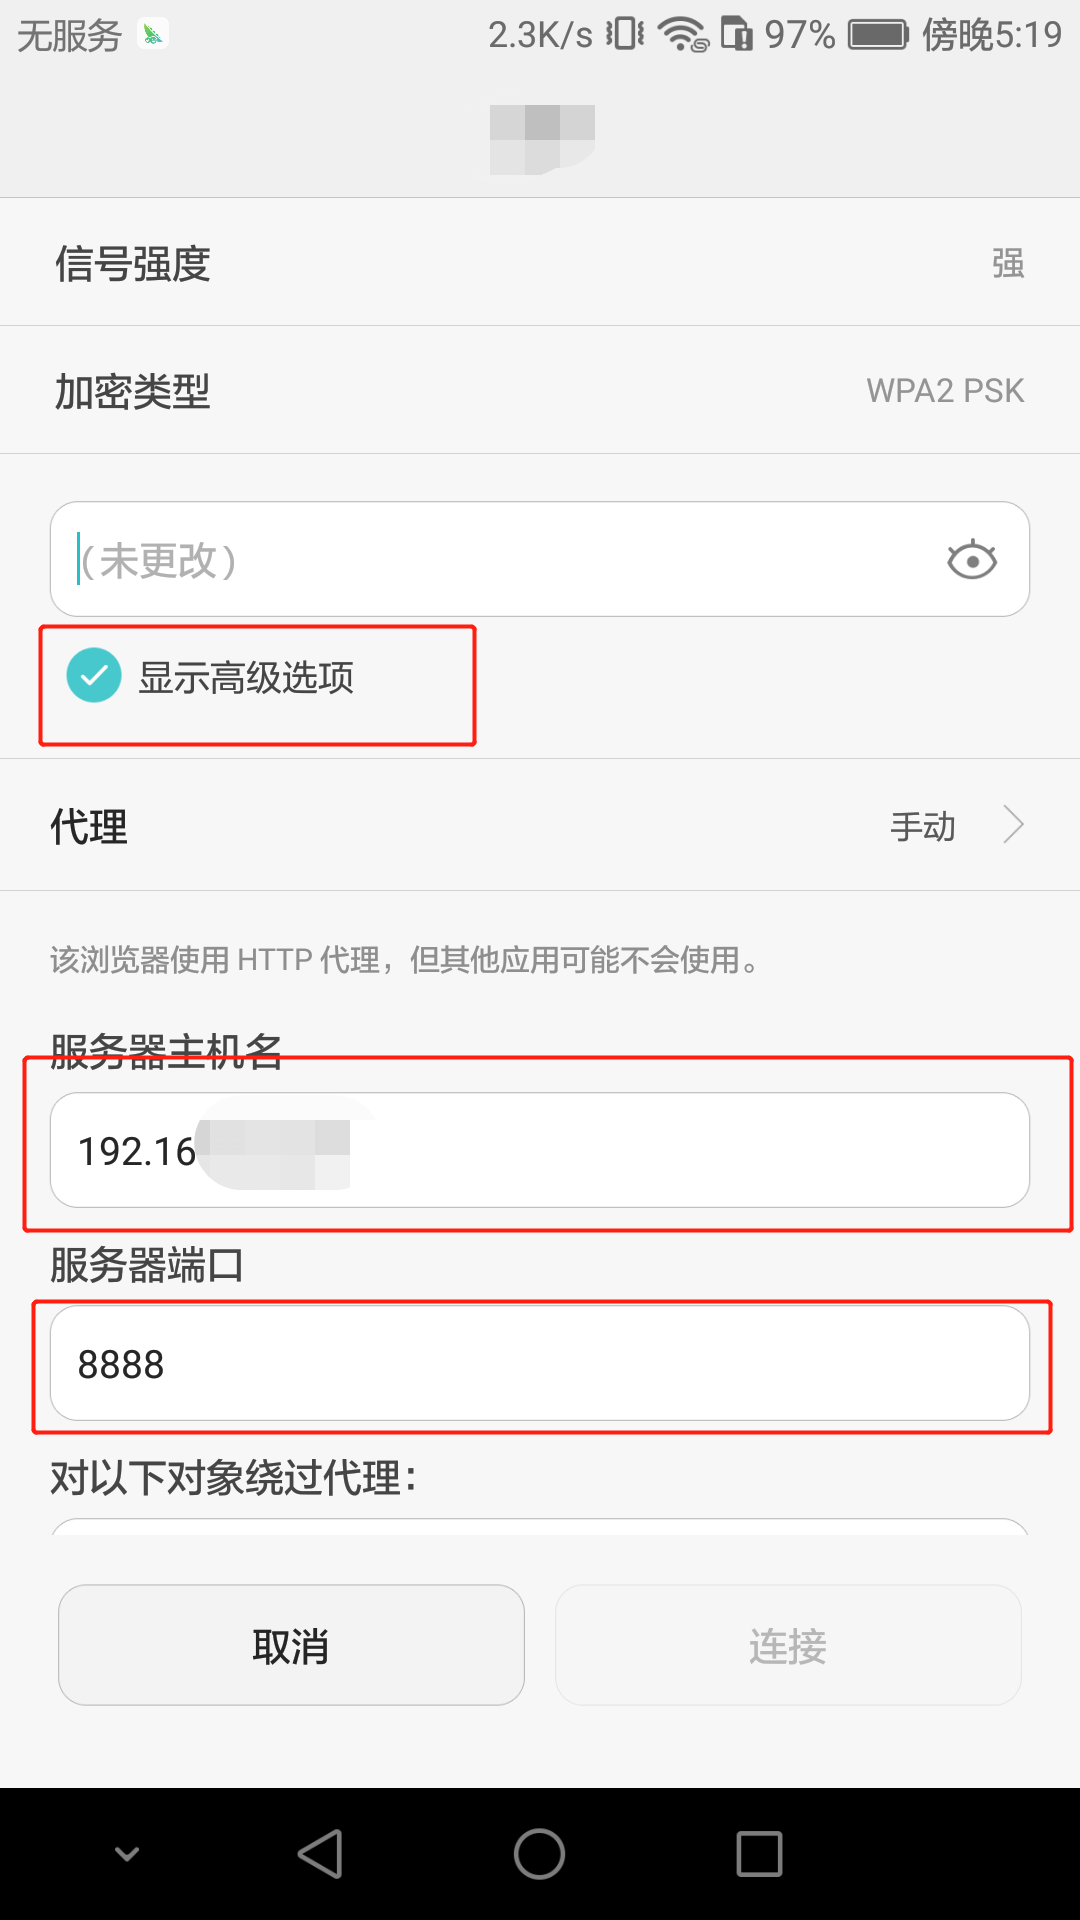 无服务 2.3K/s 97% 傍晚5:19
信号强度 强
加密类型 WPA2 PSK
（未更改）
显示高级选项
代理 手动
该浏览器使用 HTTP 代理，但其他应用可能不会使用。
服务器主机名
192.16
服务器端口
8888
对以下对象绕过代理：
取消 连接